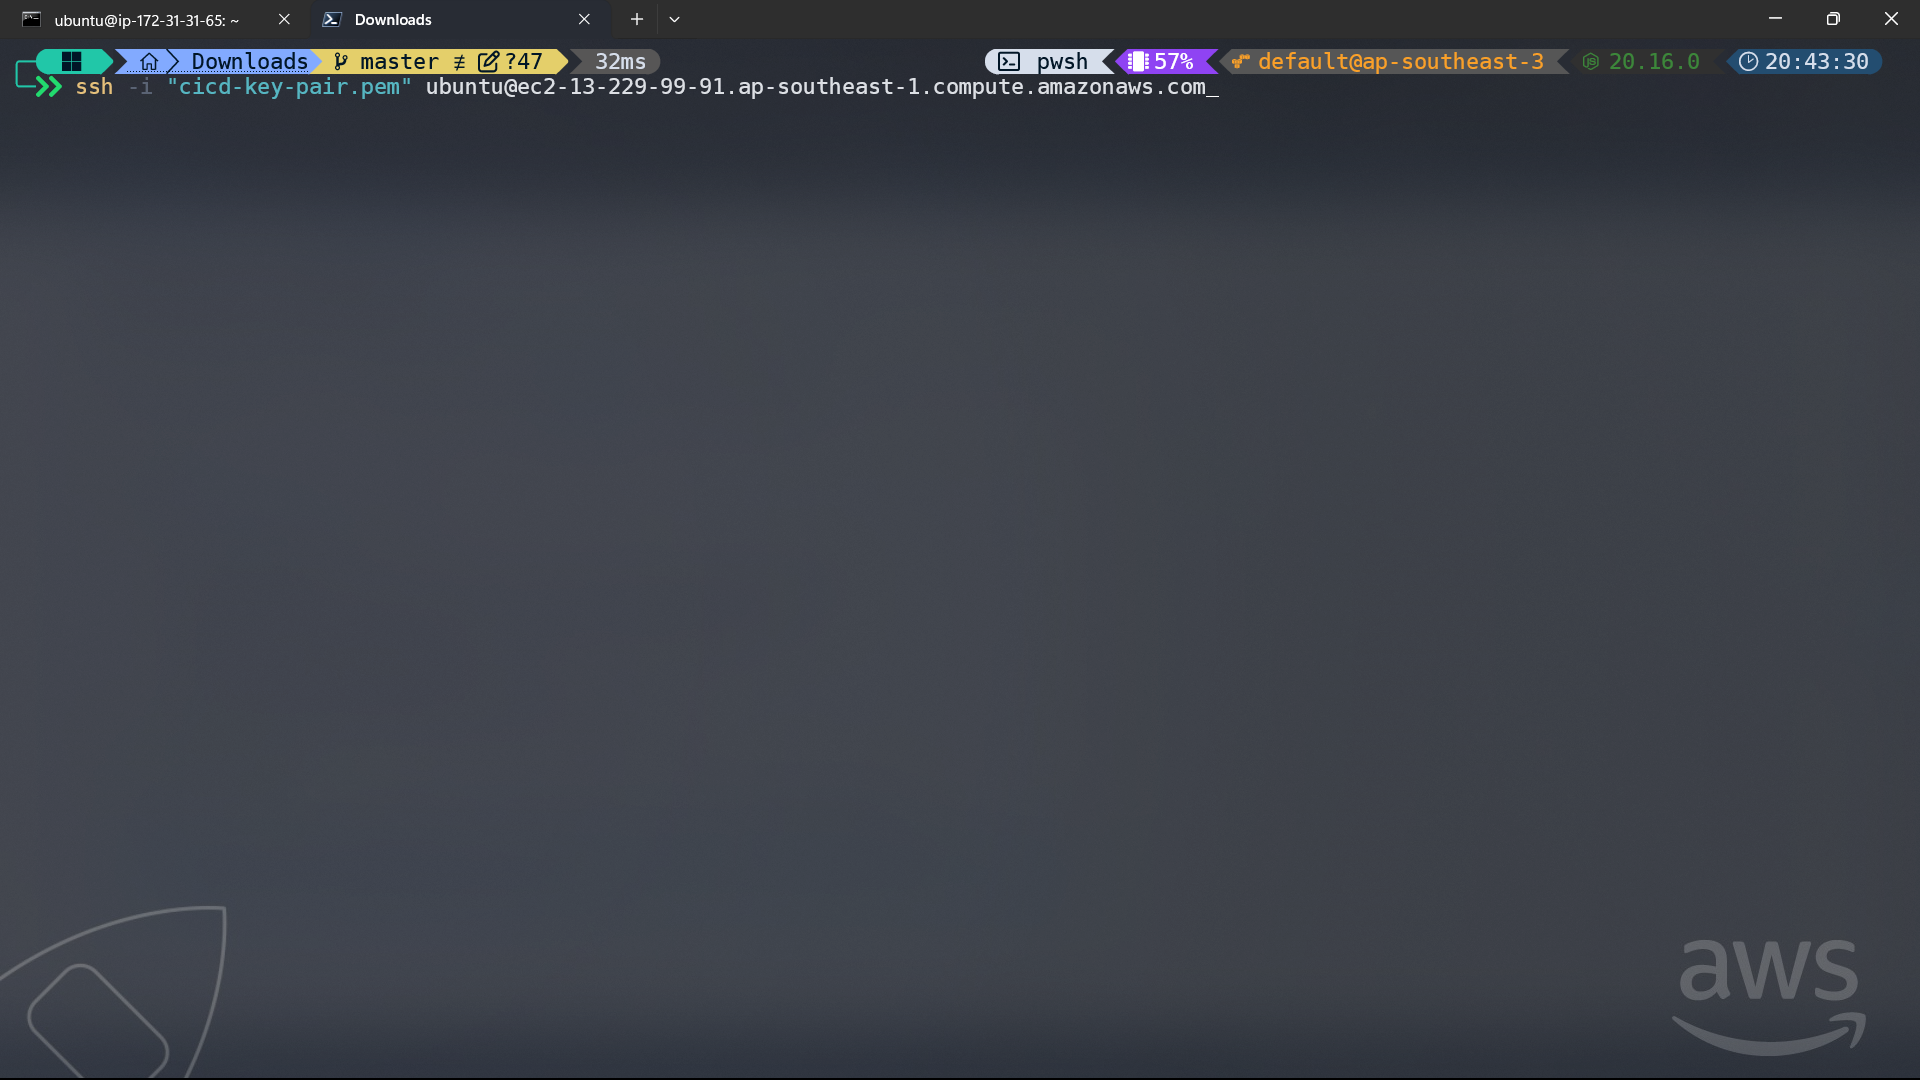 ubuntu@ip-172-31-31-65: ~
Downloads
Downloads master ≢ ?47 32ms pwsh 57% default@ap-southeast-3 20.16.0 20:43:30
ssh -i "cicd-key-pair.pem" ubuntu@ec2-13-229-99-91.ap-southeast-1.compute.amazonaws.com_
aws